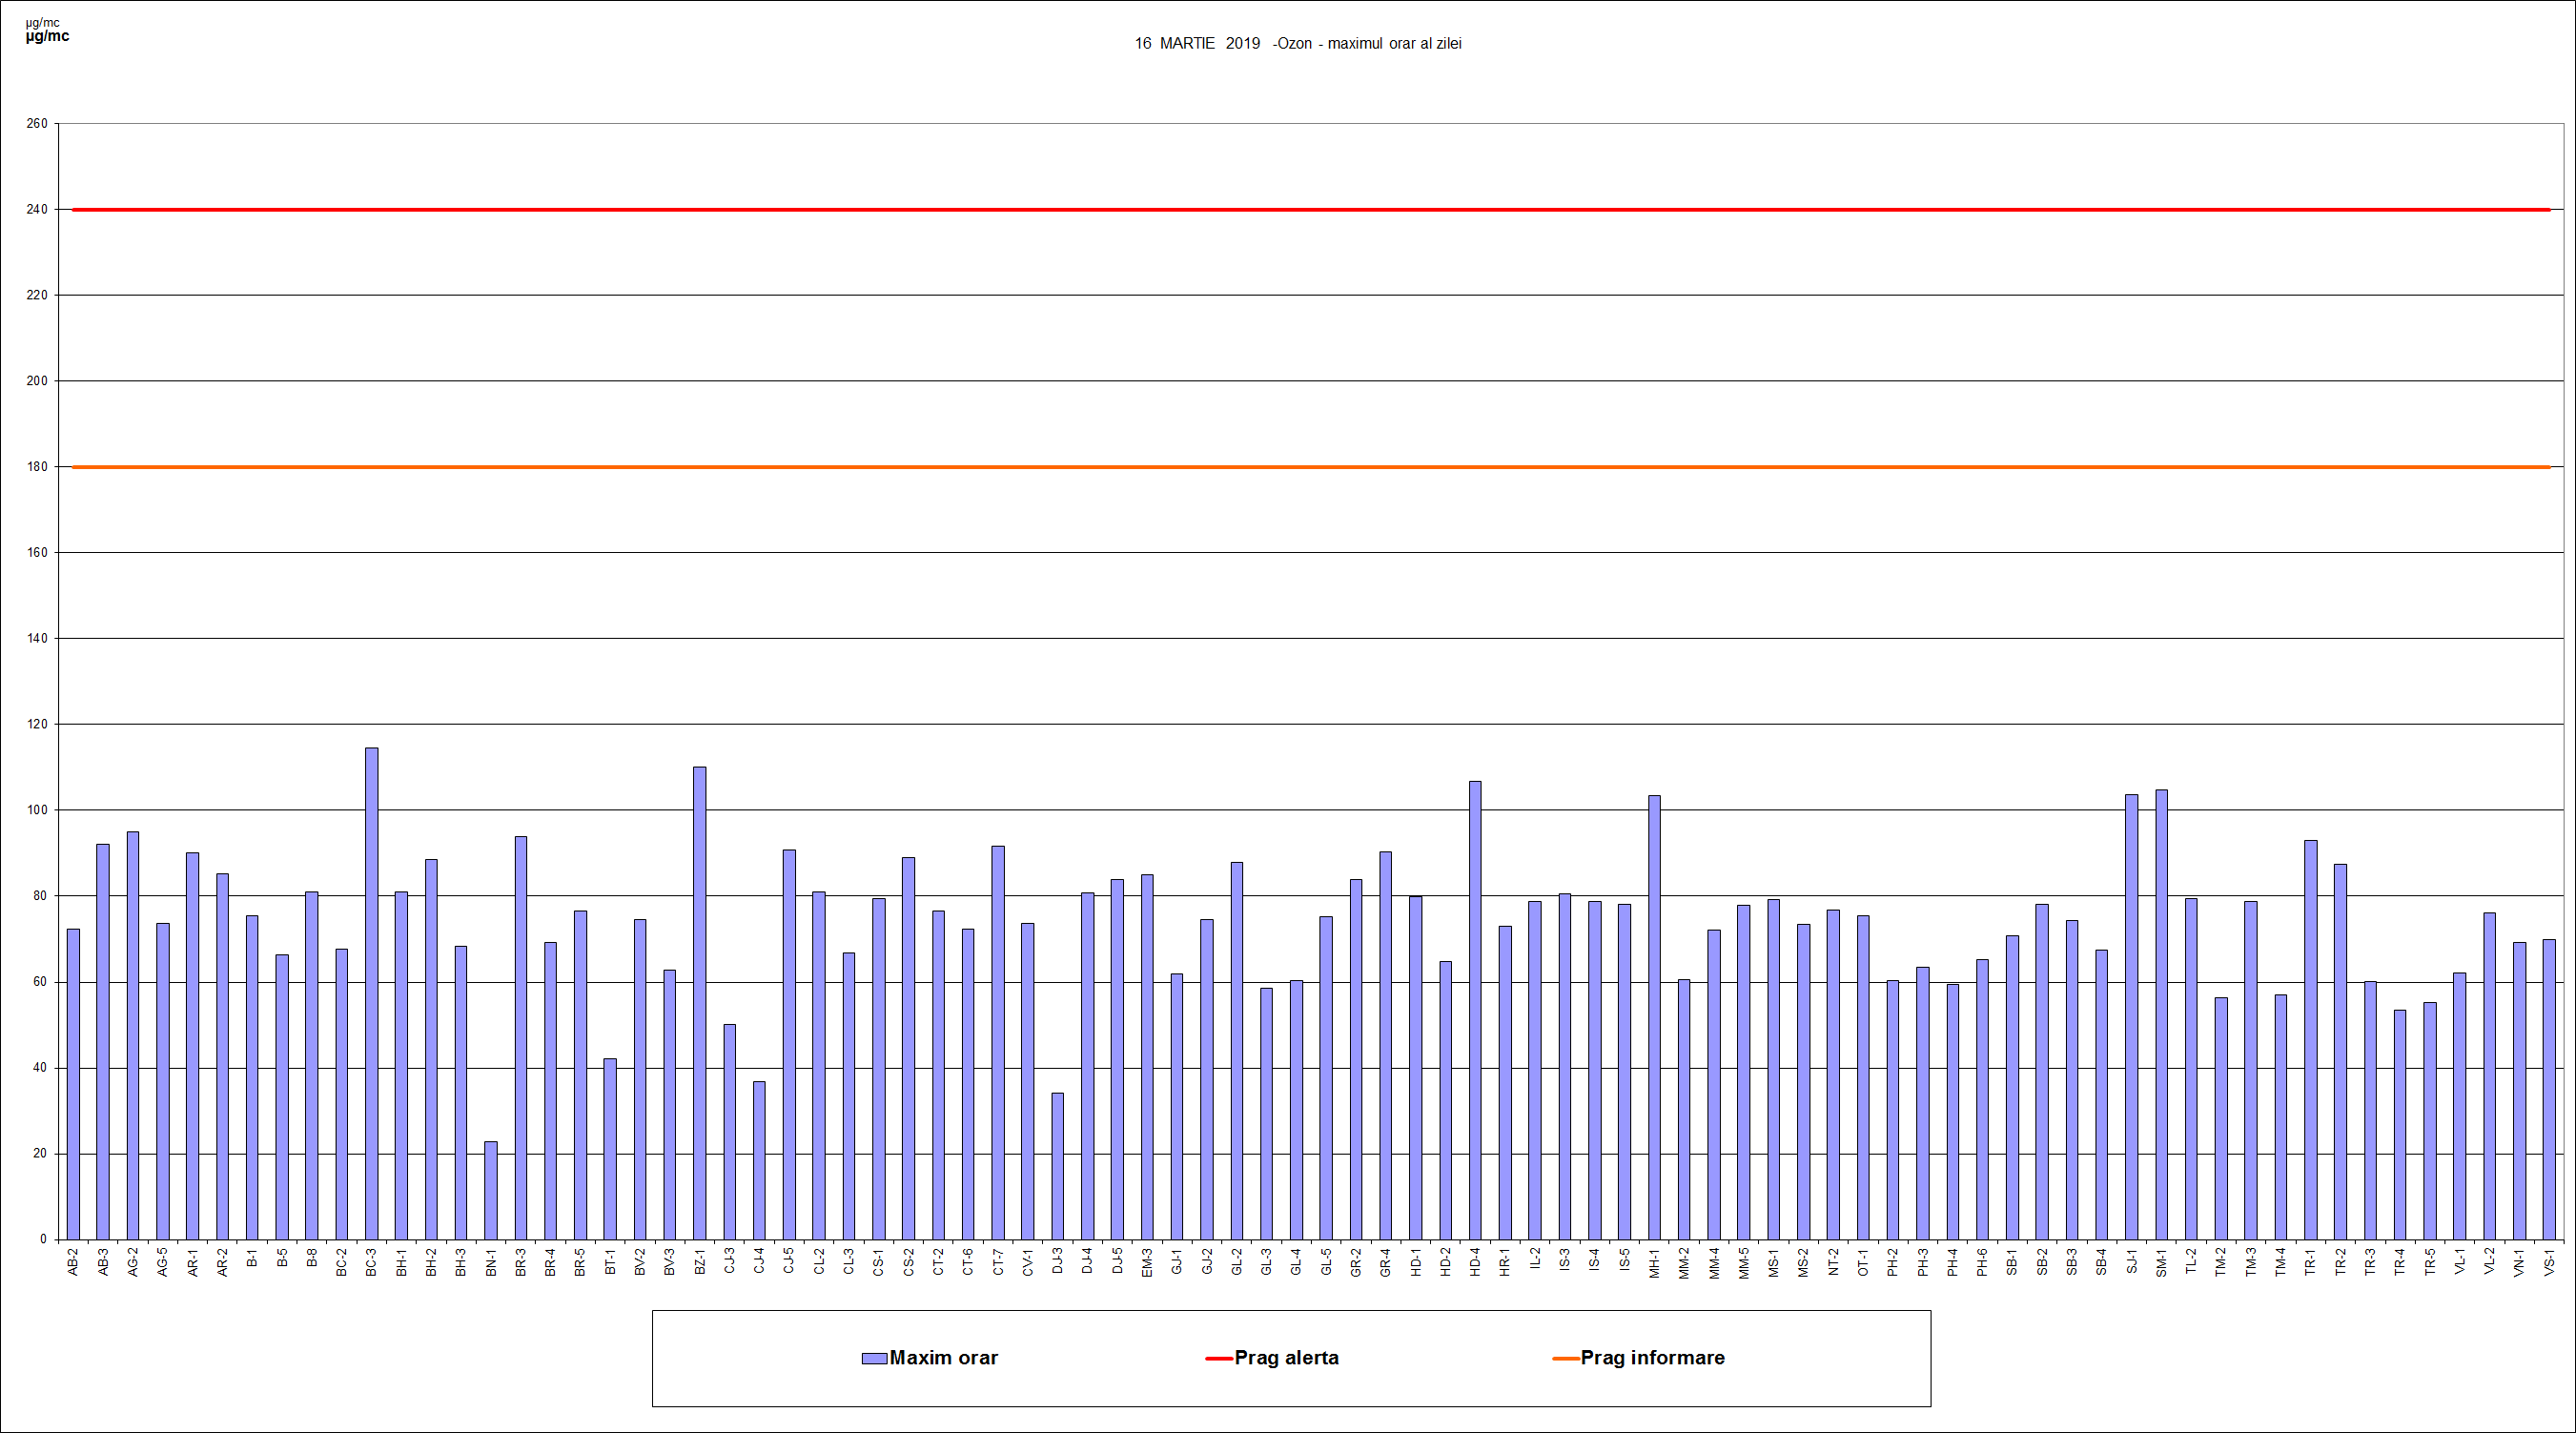 µg/mc
µg/mc
16 MARTIE 2019 -Ozon - maximul orar al zilei
260
240
220
200
180
160
140
120
100
80
60
40
20
0
AB-2 AB-3 AG-2 AG-5 AR-1 AR-2 B-1 B-5 B-8 BC-2 BC-3 BH-1 BH-2 BH-3 BN-1 BR-3 BR-4 BR-5 BT-1 BV-2 BV-3 BZ-1 CJ-3 CJ-4 CJ-5 CL-2 CL-3 CS-1 CS-2 CT-2 CT-6 CT-7 CV-1 DJ-3 DJ-4 DJ-5 EM-3 GJ-1 GJ-2 GL-2 GL-3 GL-4 GL-5 GR-2 GR-4 HD-1 HD-2 HD-4 HR-1 IL-2 IS-3 IS-4 IS-5 MH-1 MM-2 MM-4 MM-5 MS-1 MS-2 NT-2 OT-1 PH-2 PH-3 PH-4 PH-6 SB-1 SB-2 SB-3 SB-4 SJ-1 SM-1 TL-2 TM-2 TM-3 TM-4 TR-1 TR-2 TR-3 TR-4 TR-5 VL-1 VL-2 VN-1 VS-1
Maxim orar Prag alerta Prag informare